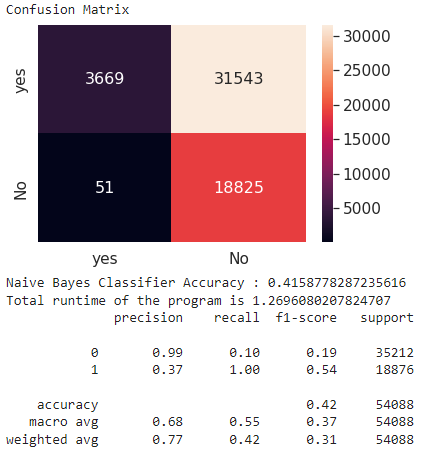 Confusion Matrix
yes 3669 31543
No 51 18825
yes No
30000
25000
20000
15000
10000
5000
Naive Bayes Classifier Accuracy : 0.4158778287235616
Total runtime of the program is 1.2696080207824707
precision recall f1-score support
0 0.99 0.10 0.19 35212
1 0.37 1.00 0.54 18876
accuracy 0.42 54088
macro avg 0.68 0.55 0.37 54088
weighted avg 0.77 0.42 0.31 54088